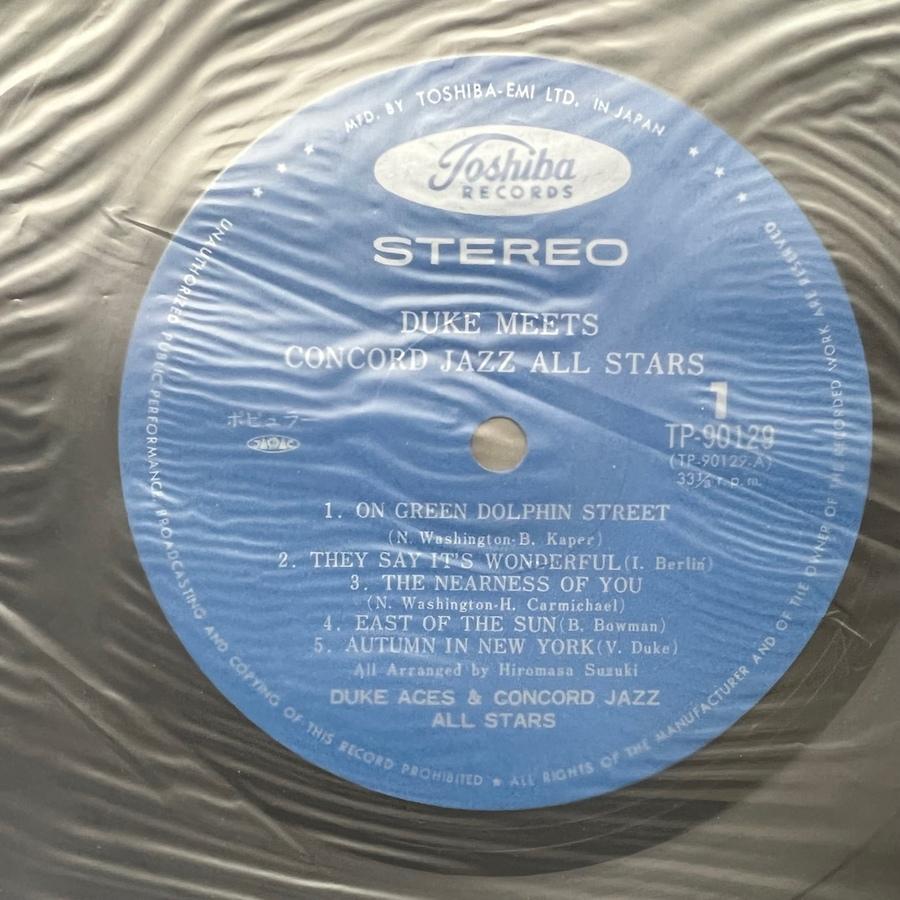 MFD. BY TOSHIBA-EMI LTD. IN JAPAN
Toshiba
RECORDS
STEREO
DUKE MEETS
CONCORD JAZZ ALL STARS
1
ポピュラー
TP-90129
(TP-90129-A)
33⅓ r.p.m.
1. ON GREEN DOLPHIN STREET
(N. Washington-B. Kaper)
2. THEY SAY IT'S WONDERFUL(I. Berlin)
3. THE NEARNESS OF YOU
(N. Washington-H. Carmichael)
4. EAST OF THE SUN(B. Bowman)
5. AUTUMN IN NEW YORK(V. Duke)
All Arranged by Hiromasa Suzuki
DUKE ACES & CONCORD JAZZ
ALL STARS
UNAUTHORIZED PUBLIC PERFORMANCE, BROADCASTING AND COPYING OF THIS RECORD PROHIBITED ★ ALL RIGHTS OF THE MANUFACTURER AND OF THE OWNER OF THE RECORDED WORK ARE RESERVED